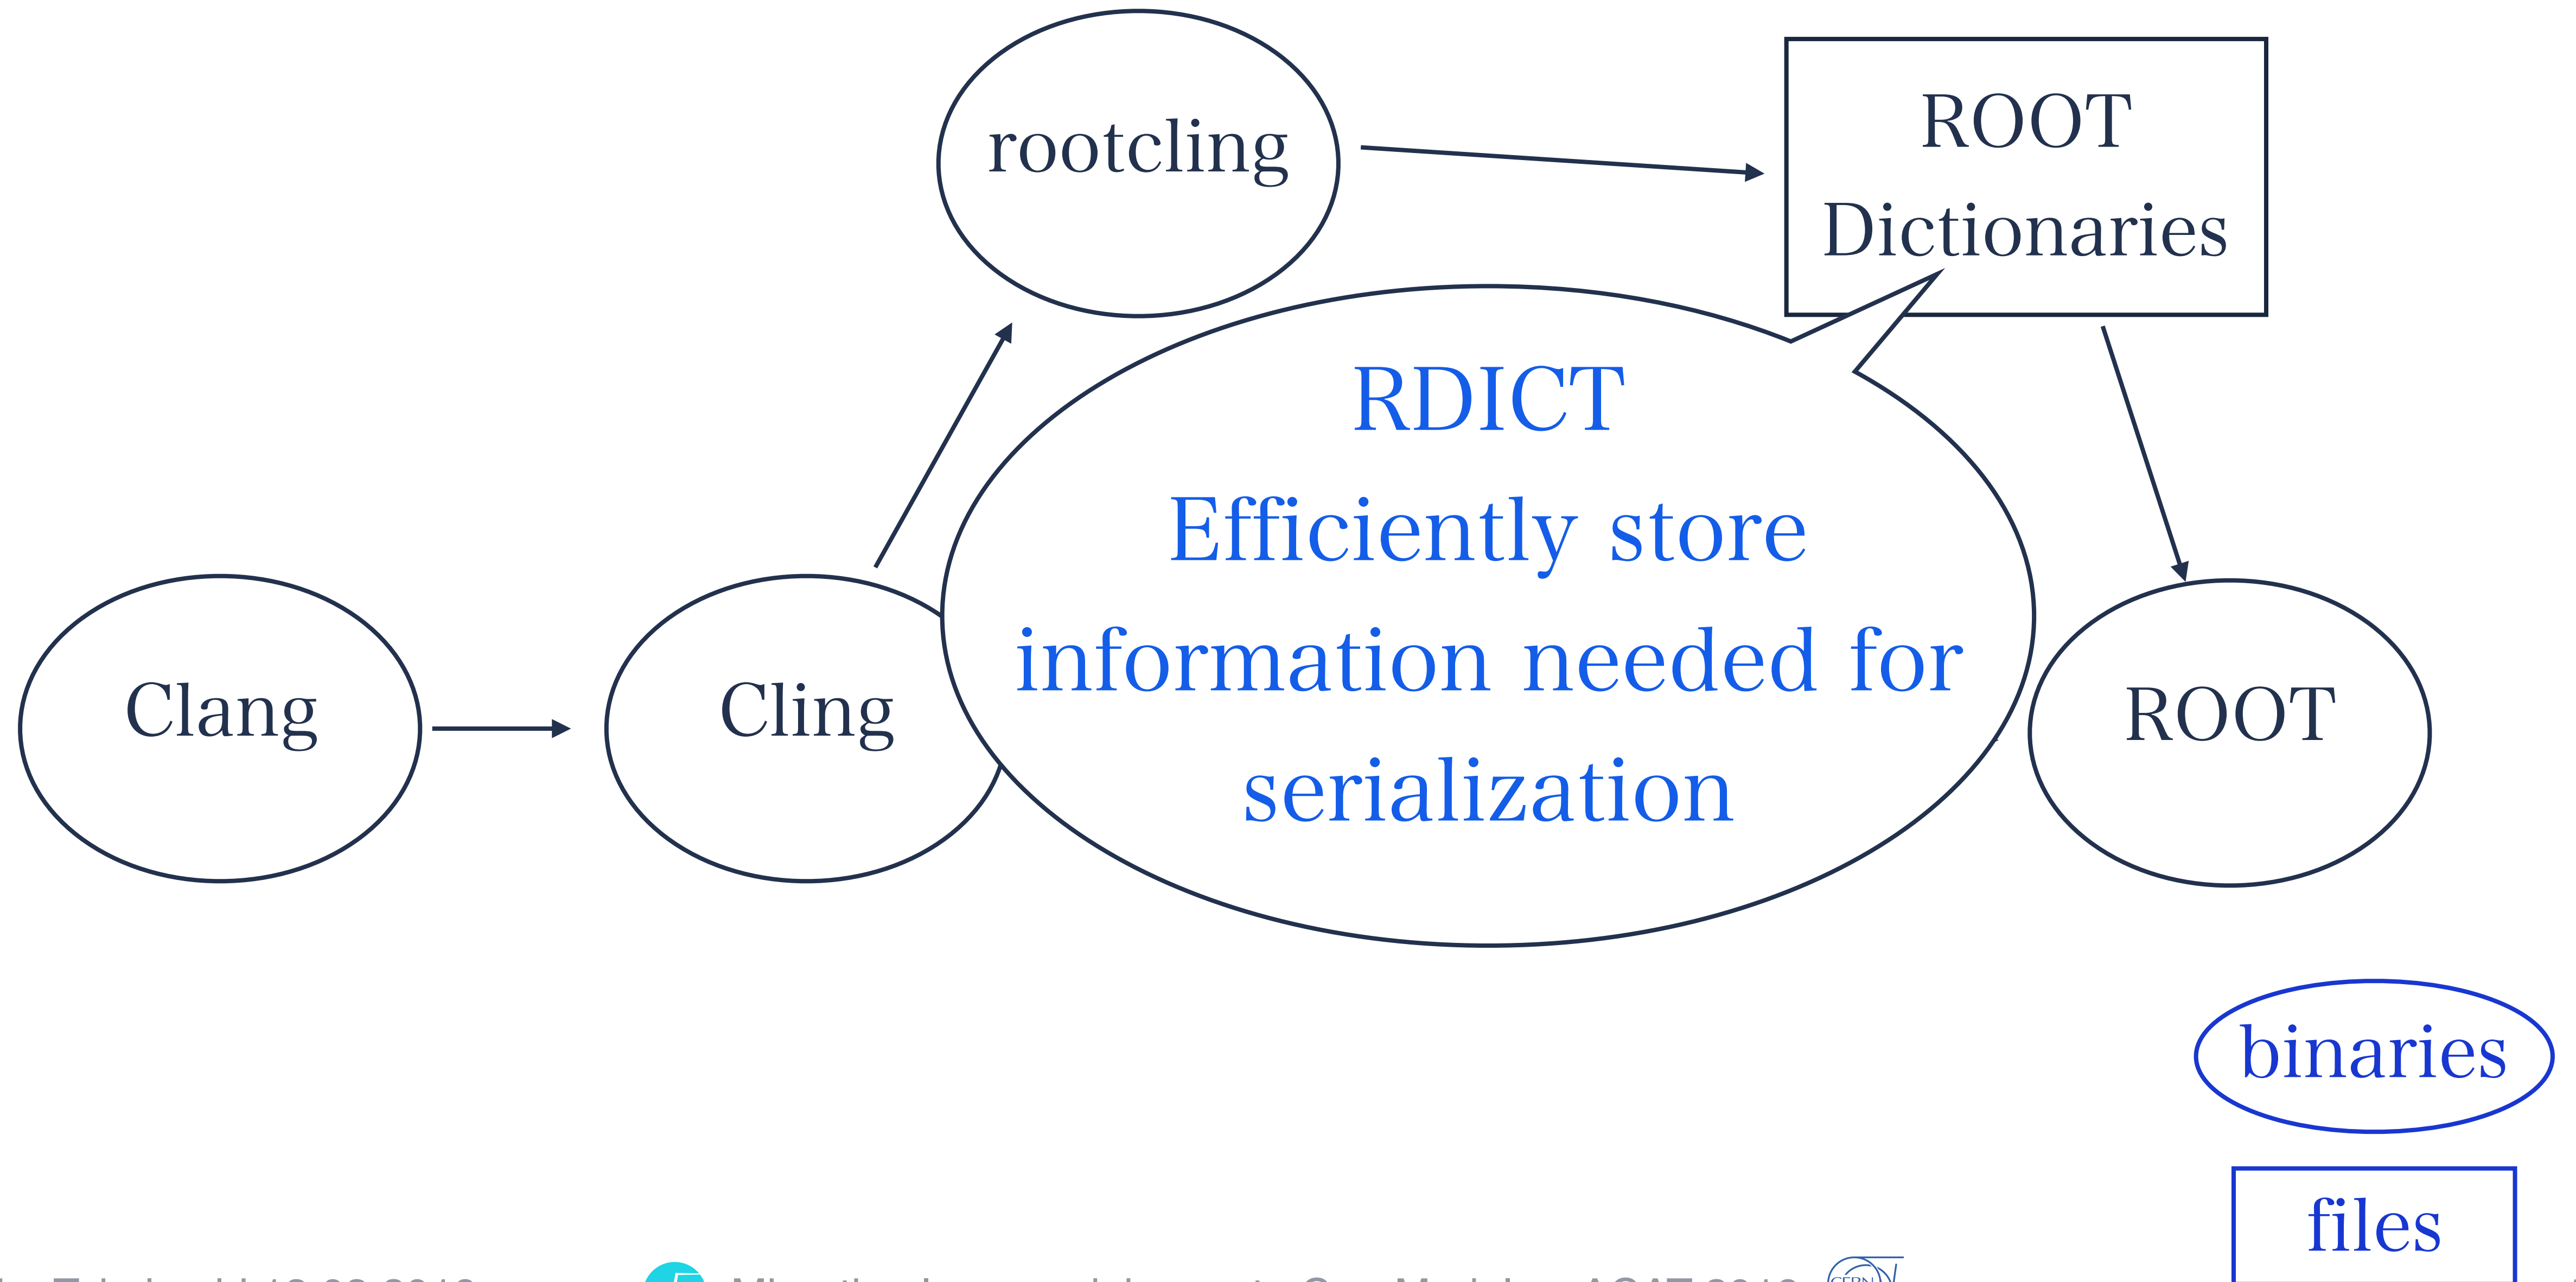 rootcling
ROOT
Dictionaries
RDICT
Efficiently store
information needed for
serialization
Clang
Cling
ROOT
binaries
files